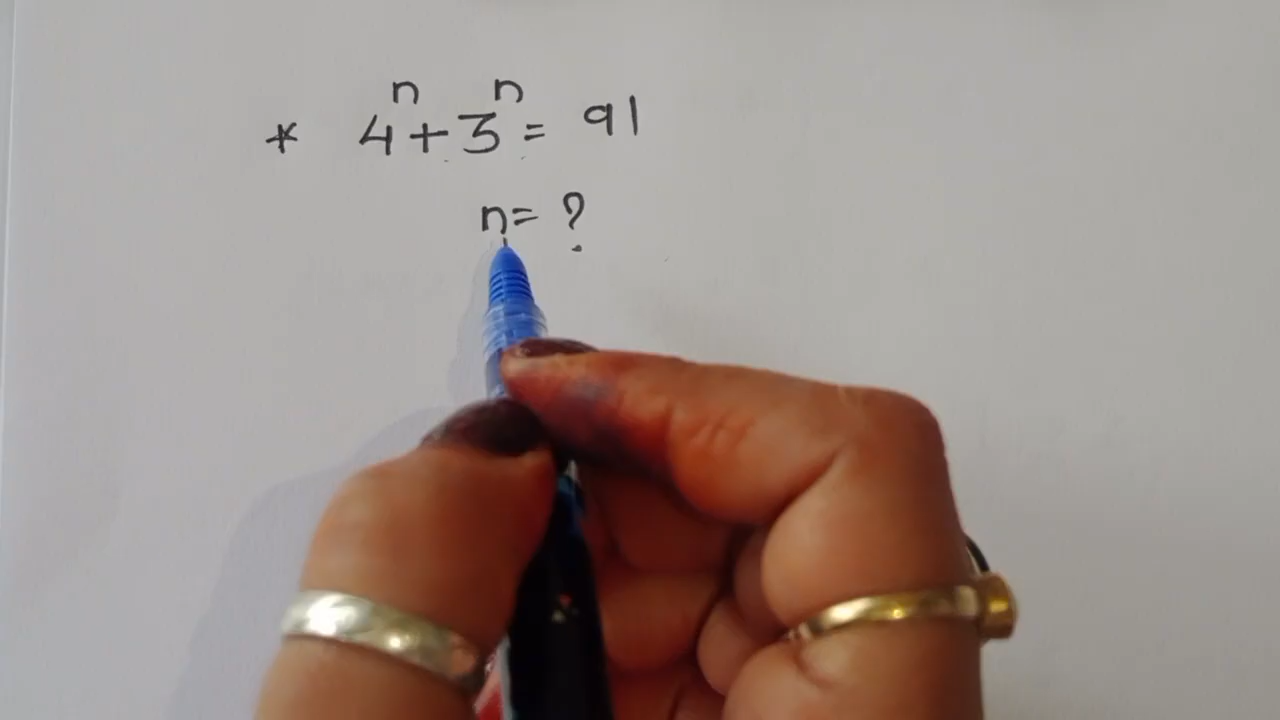 * 4ⁿ+3ⁿ= 91
n= ?